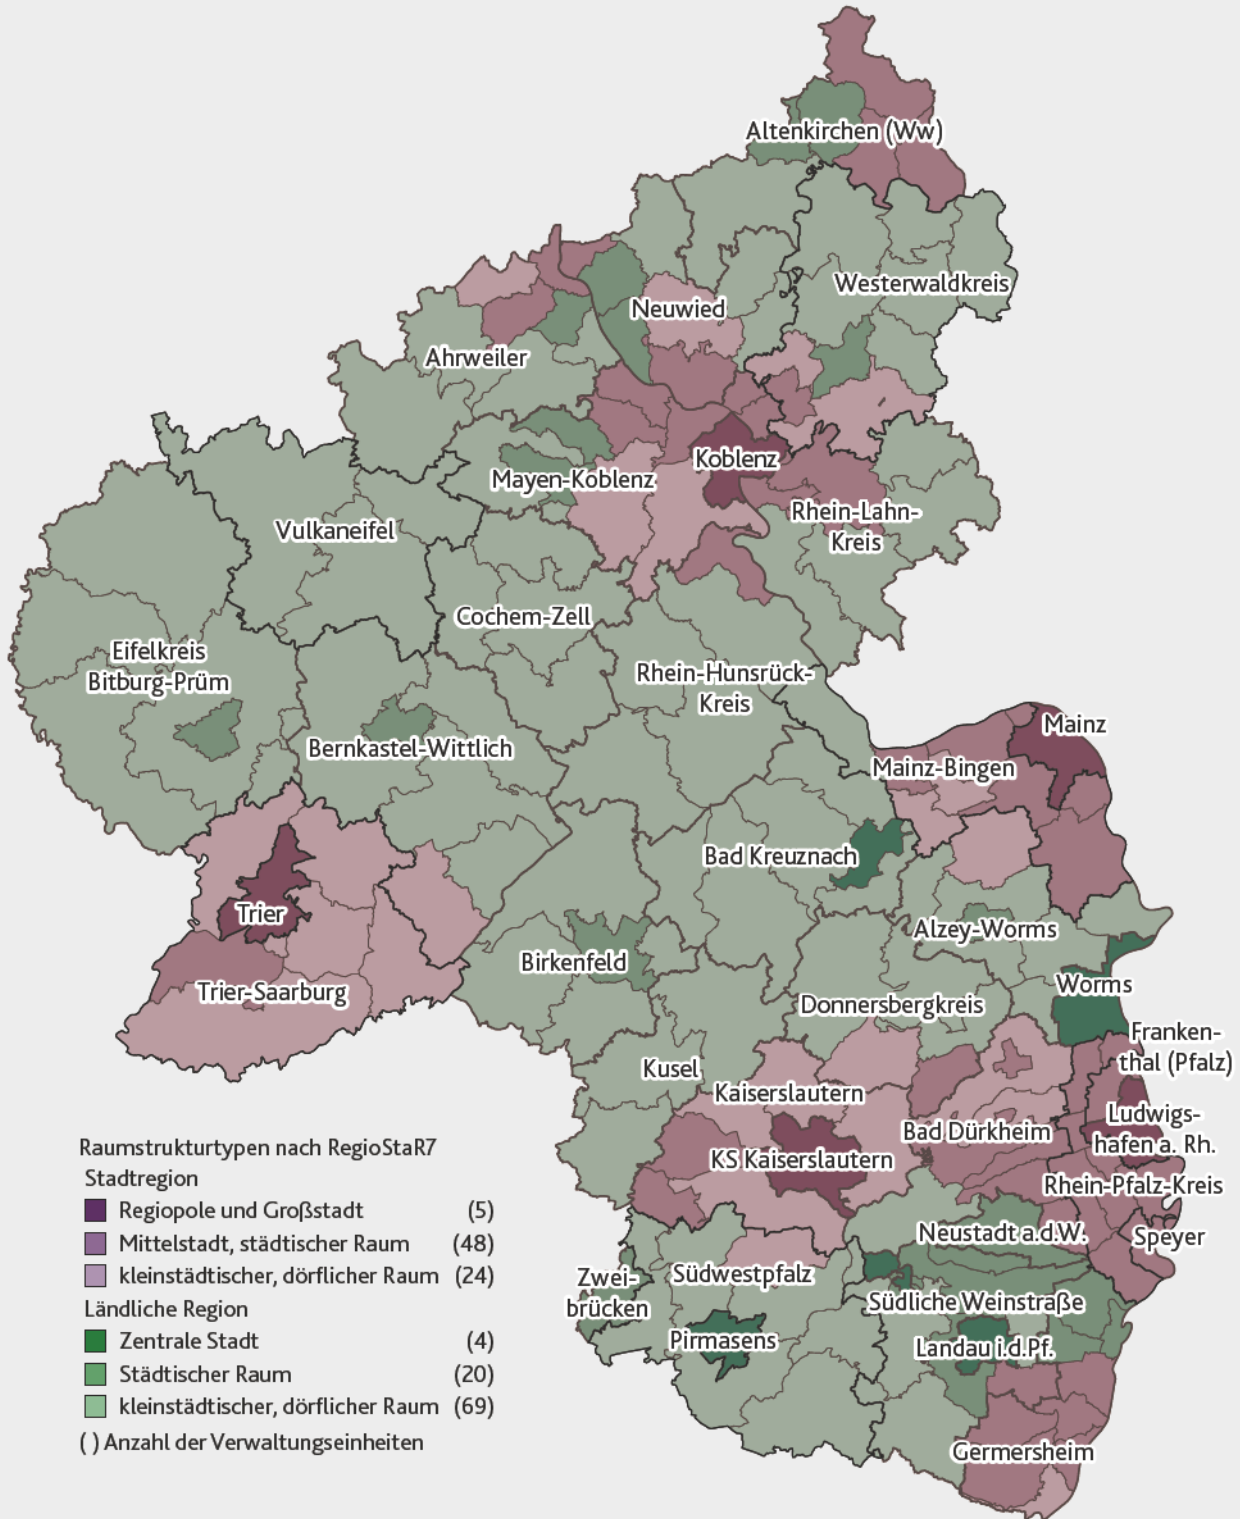 Altenkirchen (Ww)
Westerwaldkreis
Neuwied
Ahrweiler
Koblenz
Mayen-Koblenz
Rhein-Lahn-
Kreis
Vulkaneifel
Cochem-Zell
Eifelkreis
Bitburg-Prüm
Rhein-Hunsrück-
Kreis
Bernkastel-Wittlich
Mainz
Mainz-Bingen
Bad Kreuznach
Trier
Alzey-Worms
Birkenfeld
Trier-Saarburg
Worms
Donnersbergkreis
Franken-
thal (Pfalz)
Kusel
Kaiserslautern
Ludwigs-
hafen a. Rh.
Bad Dürkheim
KS Kaiserslautern
Rhein-Pfalz-Kreis
Neustadt a.d.W.
Speyer
Zwei-
brücken
Südwestpfalz
Südliche Weinstraße
Pirmasens
Landau i.d.Pf.
Germersheim
Raumstrukturtypen nach RegioStaR7
Stadtregion
Regiopole und Großstadt (5)
Mittelstadt, städtischer Raum (48)
kleinstädtischer, dörflicher Raum (24)
Ländliche Region
Zentrale Stadt (4)
Städtischer Raum (20)
kleinstädtischer, dörflicher Raum (69)
( ) Anzahl der Verwaltungseinheiten